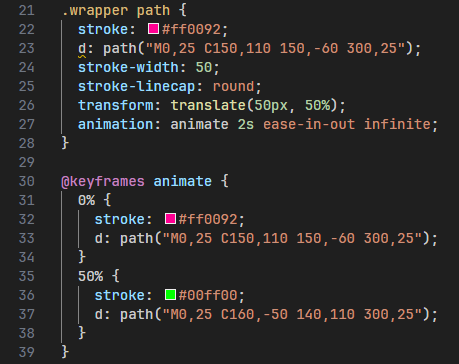 21 .wrapper path {
22   stroke: #ff0092;
23   d: path("M0,25 C150,110 150,-60 300,25");
24   stroke-width: 50;
25   stroke-linecap: round;
26   transform: translate(50px, 50%);
27   animation: animate 2s ease-in-out infinite;
28 }
29
30 @keyframes animate {
31   0% {
32     stroke: #ff0092;
33     d: path("M0,25 C150,110 150,-60 300,25");
34   }
35   50% {
36     stroke: #00ff00;
37     d: path("M0,25 C160,-50 140,110 300,25");
38   }
39 }